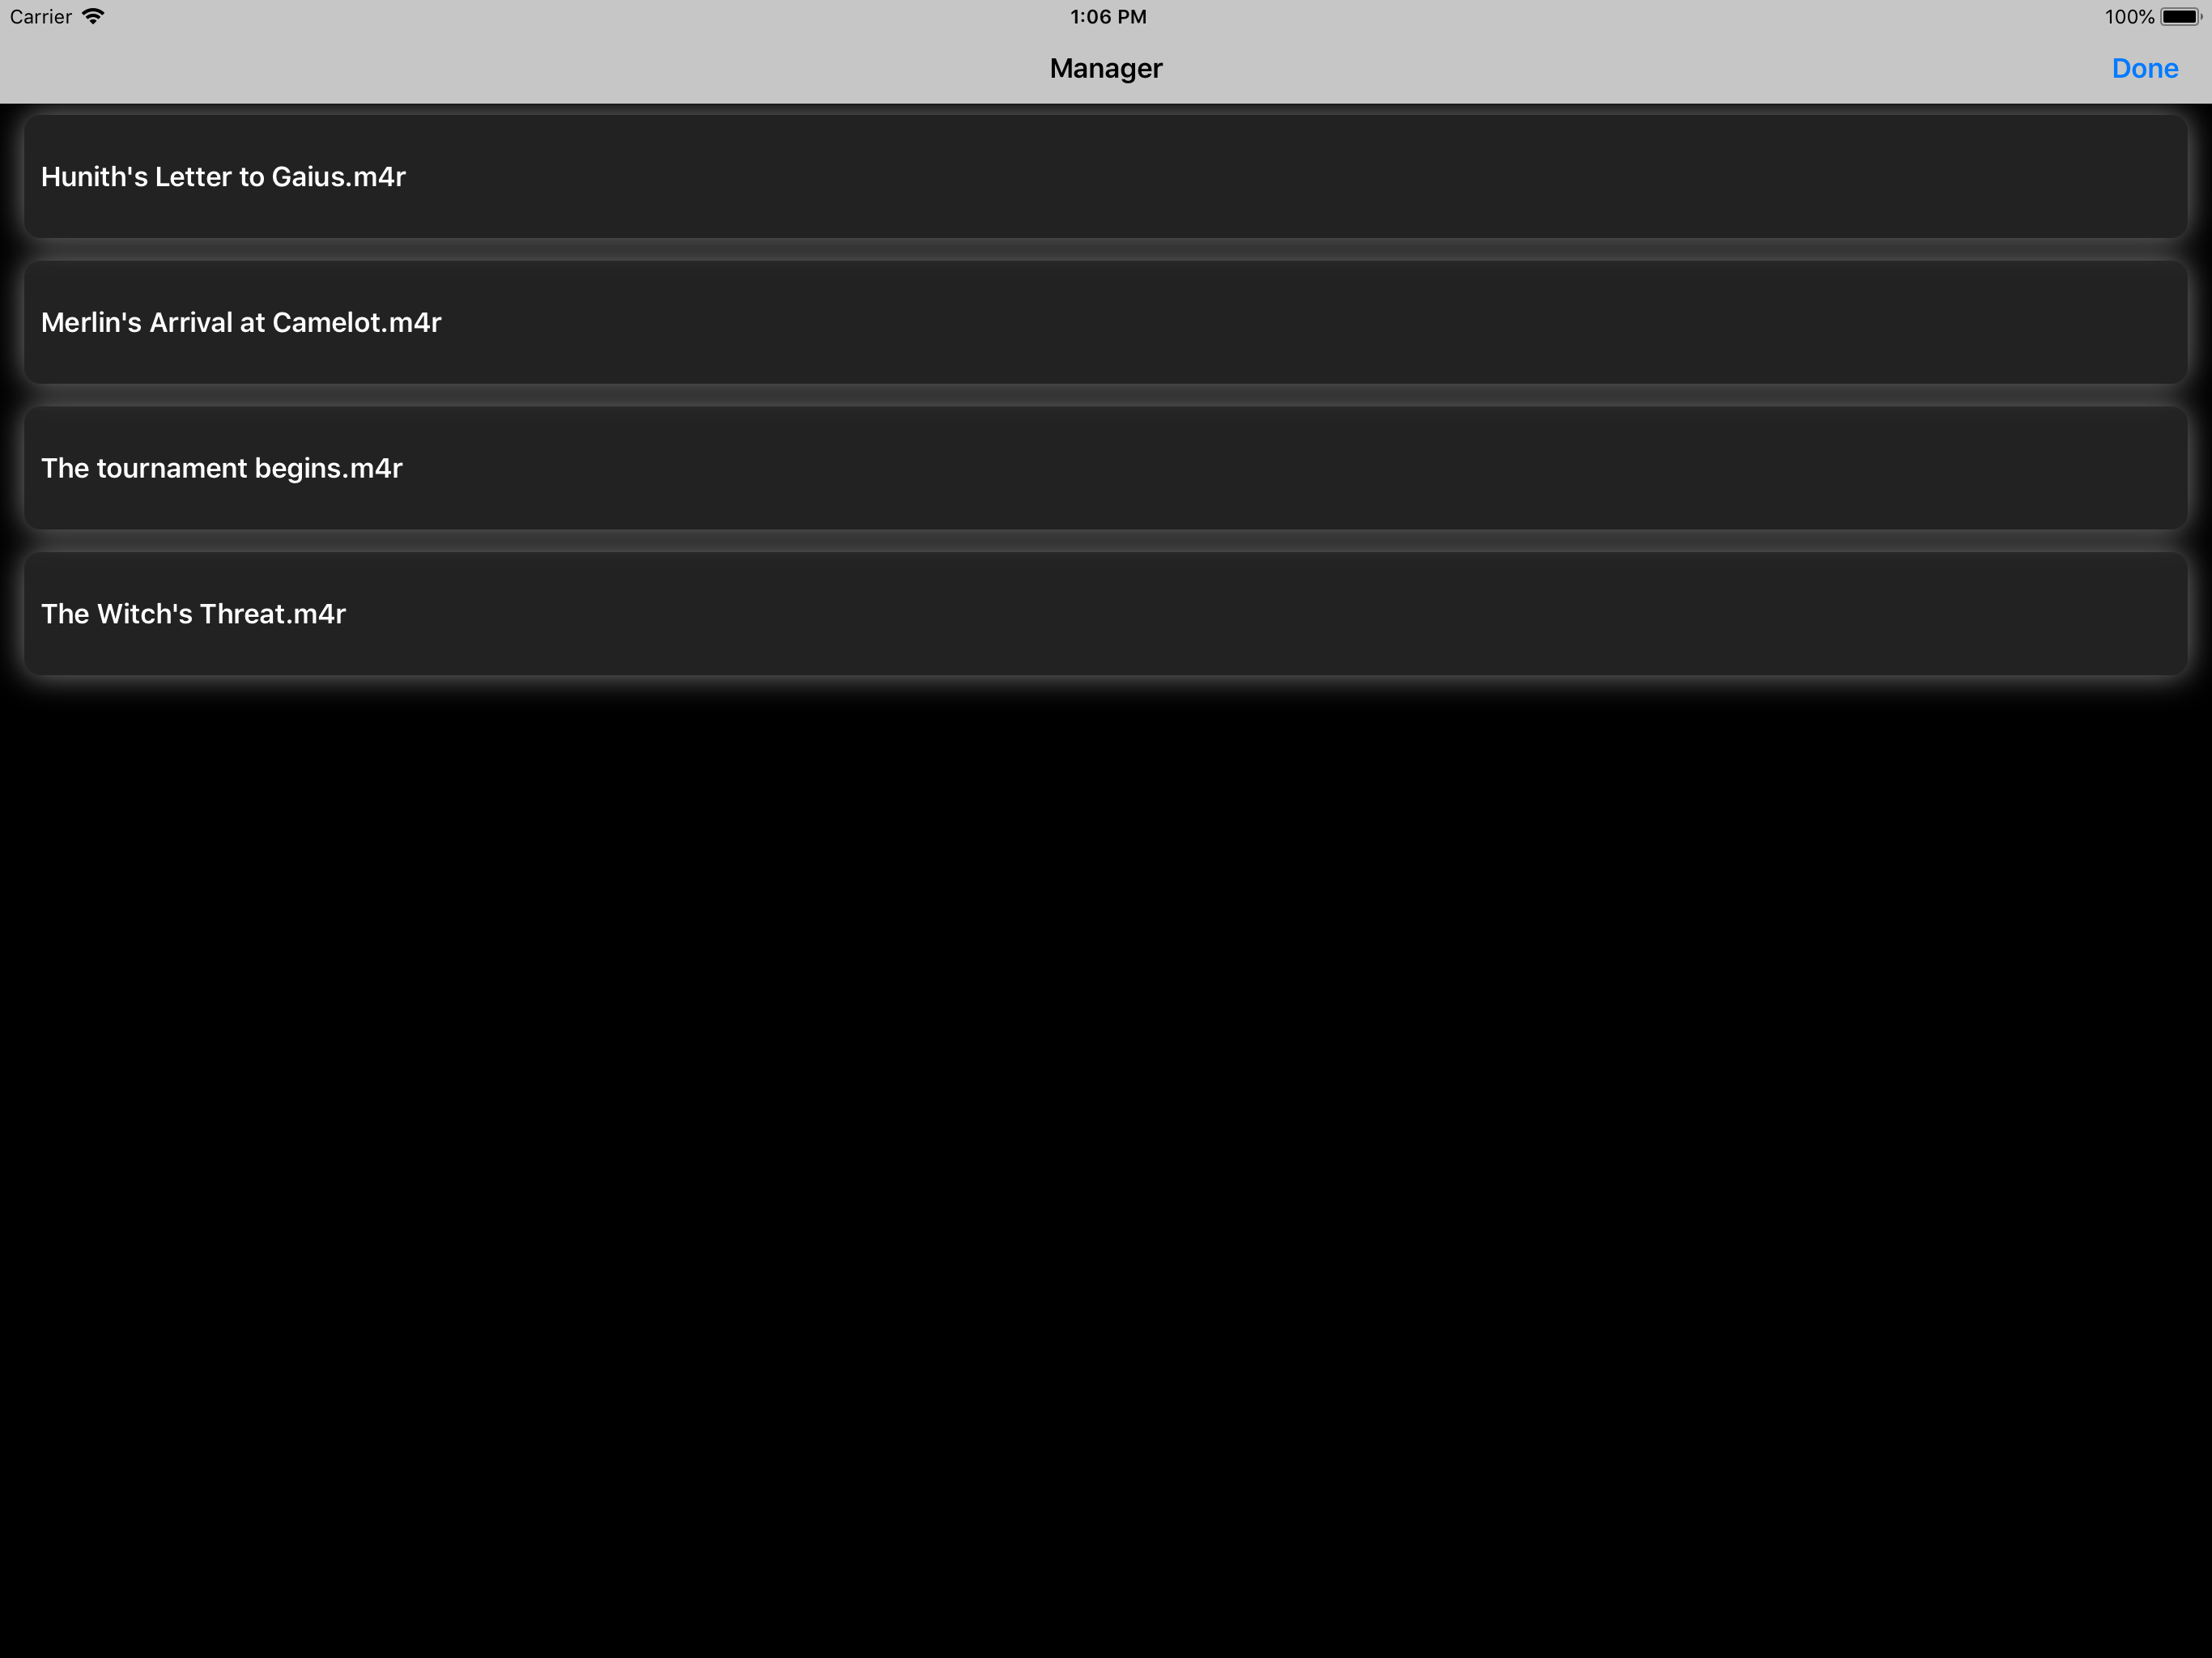 Carrier 1:06 PM 100%
Manager Done
Hunith's Letter to Gaius.m4r
Merlin's Arrival at Camelot.m4r
The tournament begins.m4r
The Witch's Threat.m4r